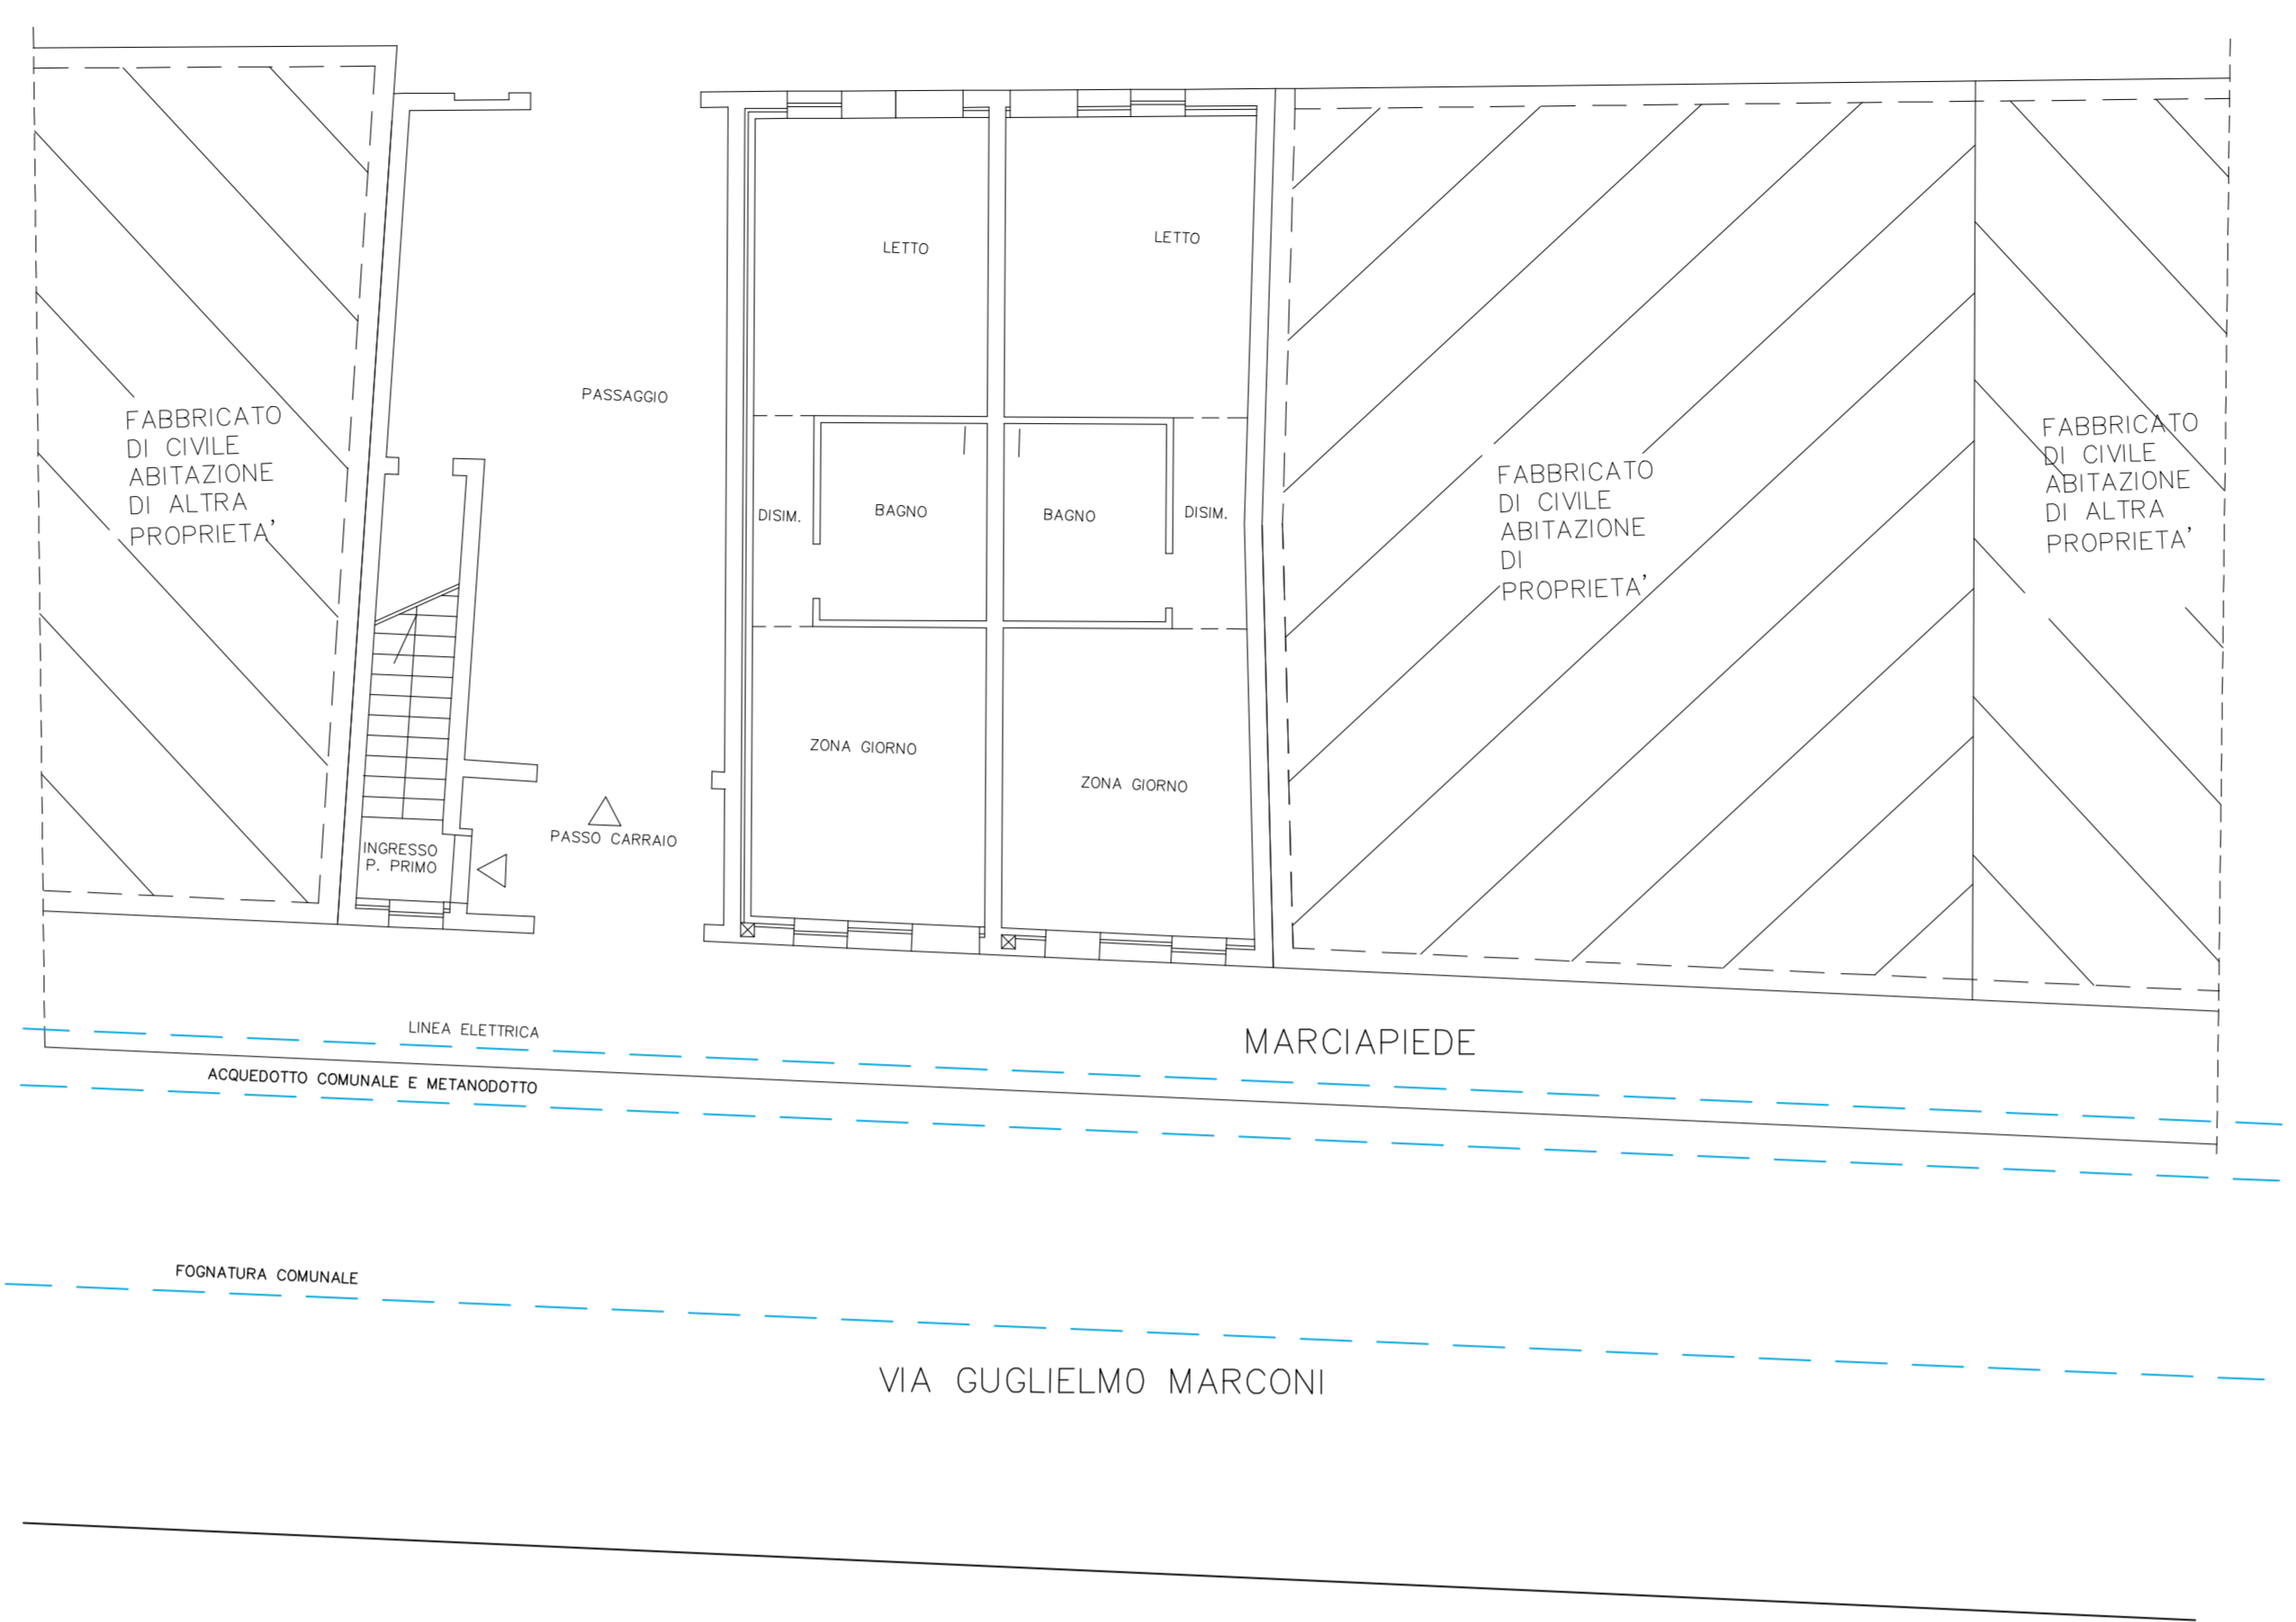 LETTO
LETTO
PASSAGGIO
FABBRICATO
DI CIVILE
ABITAZIONE
DI ALTRA
PROPRIETA'
FABBRICATO
DI CIVILE
ABITAZIONE
DI
PROPRIETA'
FABBRICATO
DI CIVILE
ABITAZIONE
DI ALTRA
PROPRIETA'
DISIM.
BAGNO
BAGNO
DISIM.
ZONA GIORNO
ZONA GIORNO
PASSO CARRAIO
INGRESSO
P. PRIMO
LINEA ELETTRICA
MARCIAPIEDE
ACQUEDOTTO COMUNALE E METANODOTTO
FOGNATURA COMUNALE
VIA GUGLIELMO MARCONI